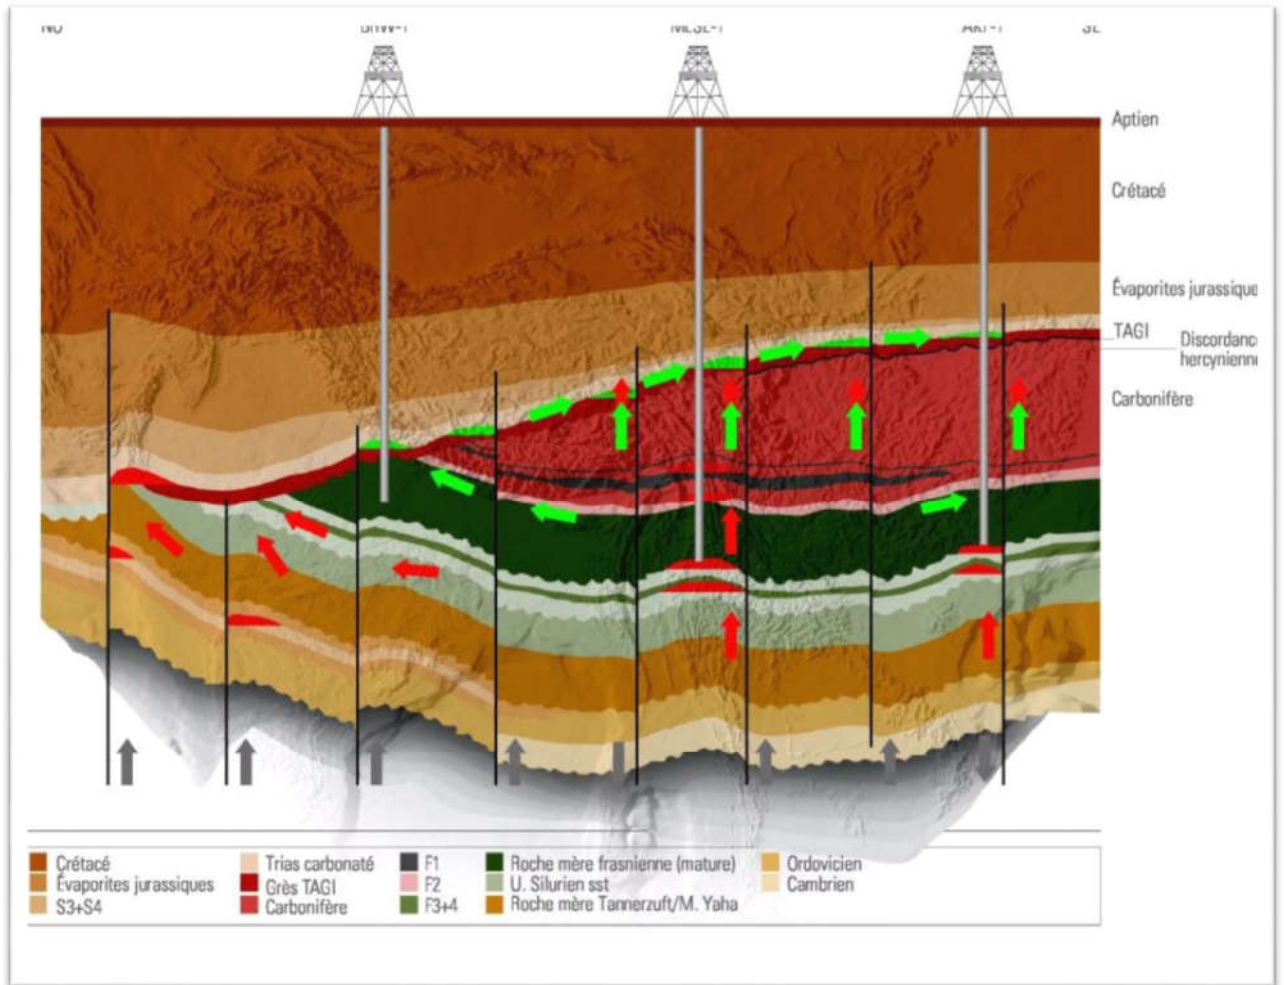 Aptien
Crétacé
Évaporites jurassique
TAGI
Discordanc
hercynienn
Carbonifère
Crétacé
Évaporites jurassiques
S3+S4
Trias carbonaté
Grès TAGI
Carbonifère
F1
F2
F3+4
Roche mère frasnienne (mature)
U. Silurien sst
Roche mère Tannerzuft/M. Yaha
Ordovicien
Cambrien